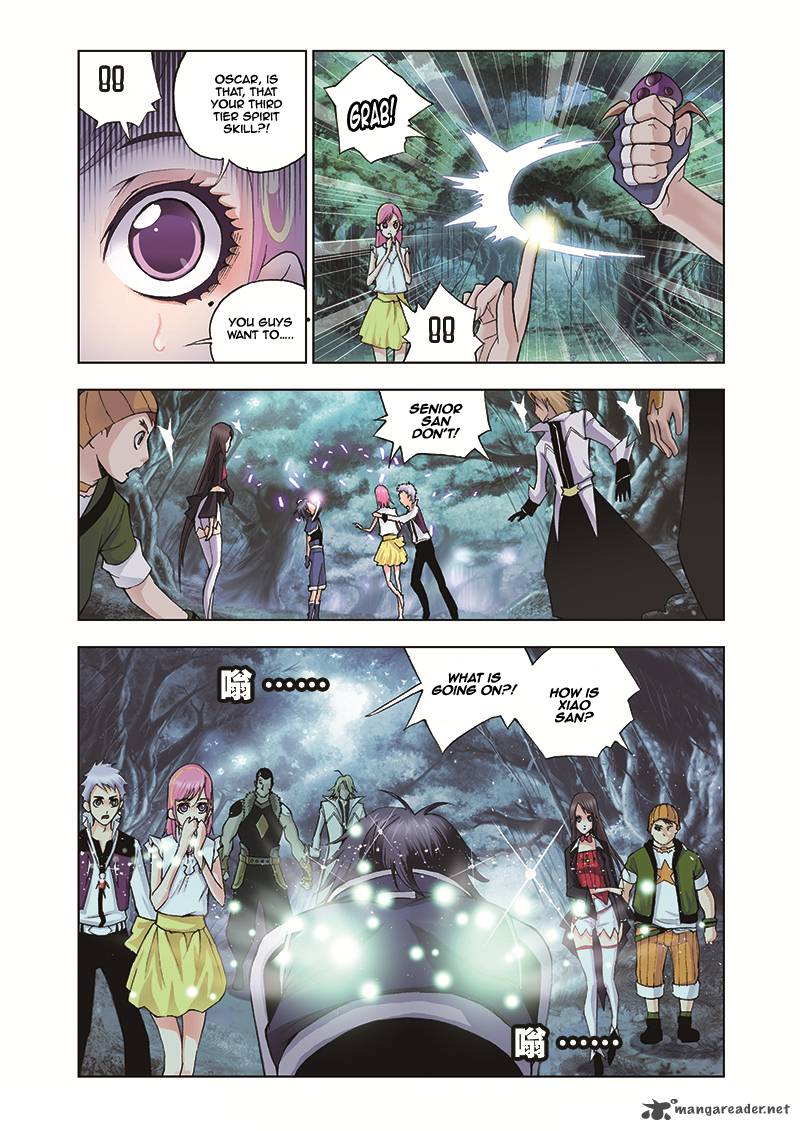 !!
OSCAR, IS
THAT, THAT
YOUR THIRD
TIER SPIRIT
SKILL?!
YOU GUYS
WANT TO.....
GRAB!
!!
SENIOR
SAN
DON'T!
嗡 ······
WHAT IS
GOING ON?!
HOW IS
XIAO
SAN?
嗡 ······
mangareader.net